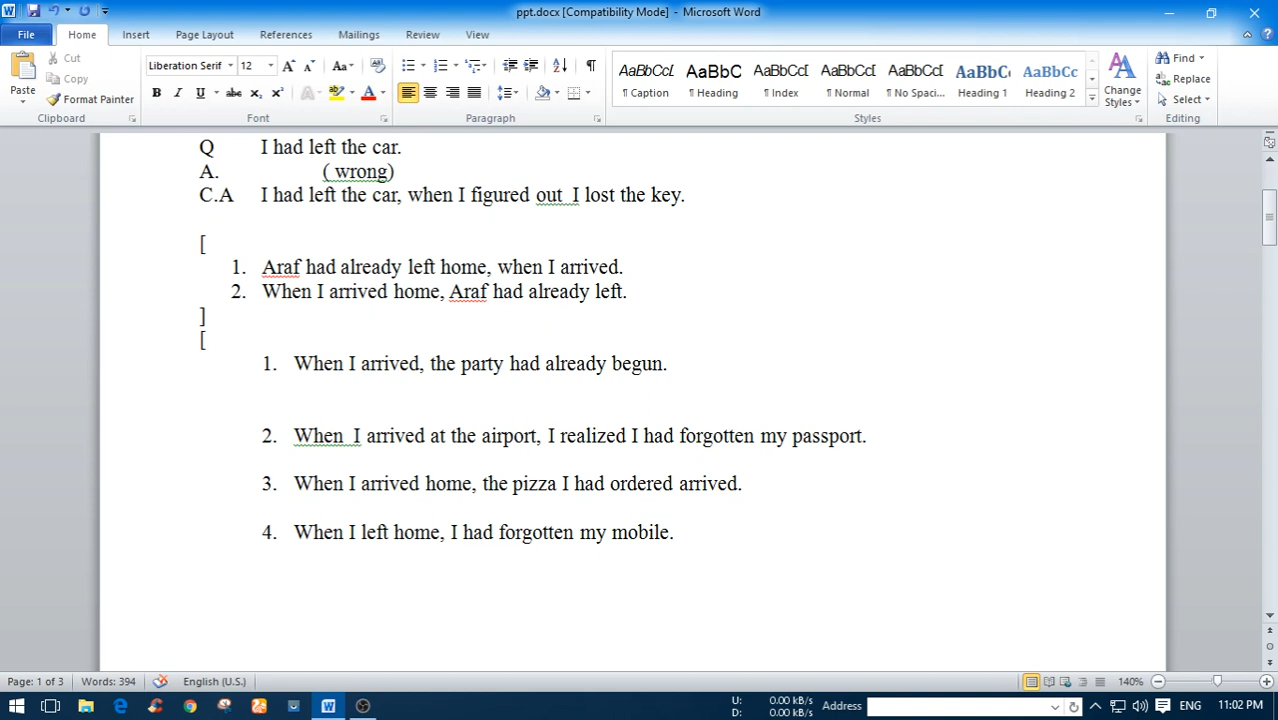 ppt.docx [Compatibility Mode] - Microsoft Word
File Home Insert Page Layout References Mailings Review View
Paste
Cut
Copy
Format Painter
Clipboard
Liberation Serif 12
Font
Paragraph
AaBbCcI AaBbC AaBbCcI AaBbCcI AaBbCcI AaBbC AaBbCc
¶ Caption ¶ Heading ¶ Index ¶ Normal ¶ No Spaci... Heading 1 Heading 2
Styles
Change Styles
Find
Replace
Select
Editing
Q I had left the car.
A. ( wrong)
C.A I had left the car, when I figured out I lost the key.
[
1. Araf had already left home, when I arrived.
2. When I arrived home, Araf had already left.
]
[
1. When I arrived, the party had already begun.
2. When I arrived at the airport, I realized I had forgotten my passport.
3. When I arrived home, the pizza I had ordered arrived.
4. When I left home, I had forgotten my mobile.
Page: 1 of 3 Words: 394 English (U.S.) 140%
U: 0.00 kB/s
D: 0.00 kB/s
Address
ENG 11:02 PM